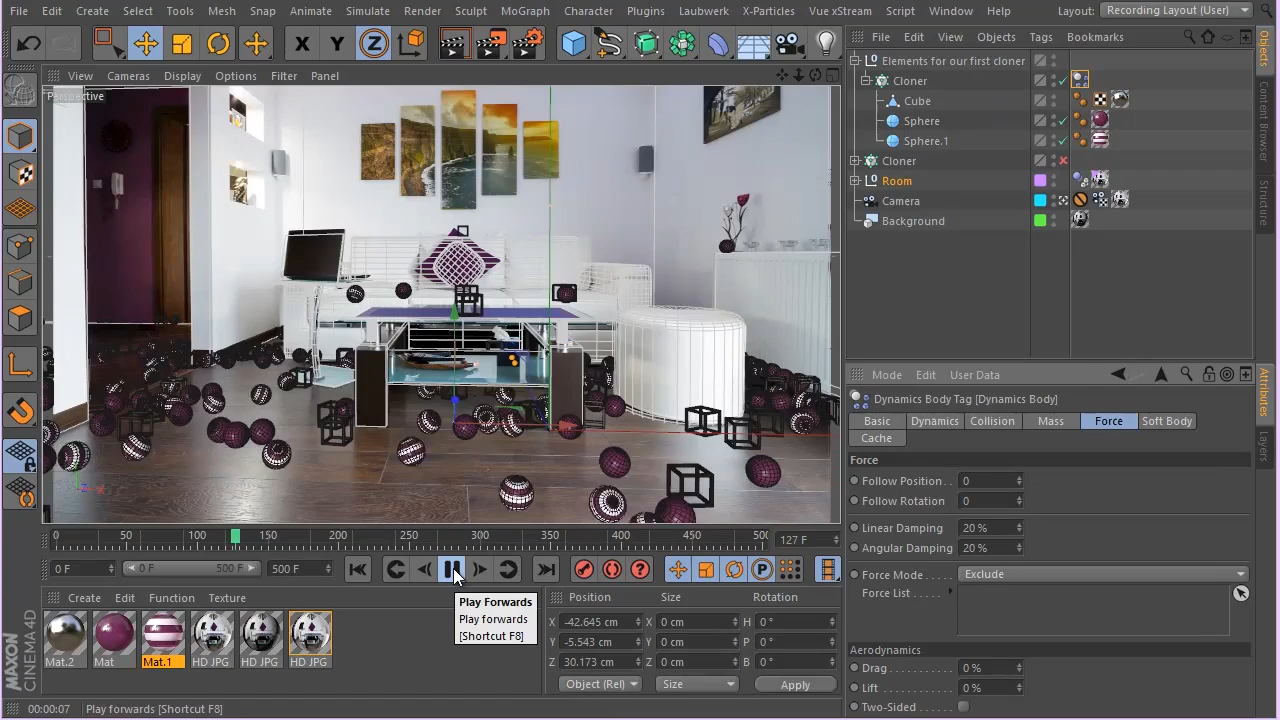 File Edit Create Select Tools Mesh Snap Animate Simulate Render Sculpt MoGraph Character Plugins Laubwerk X-Particles Vue xStream Script Window Help Layout: Recording Layout (User)
X Y Z
File Edit View Objects Tags Bookmarks
View Cameras Display Options Filter Panel
Perspective
Elements for our first cloner
Cloner
Cube
Sphere
Sphere.1
Cloner
Room
Camera
Background
Objects
Content Browser
Structure
Mode Edit User Data
Dynamics Body Tag [Dynamics Body]
Basic Dynamics Collision Mass Force Soft Body
Cache
Force
Follow Position . . 0
Follow Rotation 0
Linear Damping 20 %
Angular Damping 20 %
Force Mode Exclude
Force List
Aerodynamics
Drag 0 %
Lift 0 %
Two-Sided
Attributes
Layers
0 50 100 150 200 250 300 350 400 450 500 127 F
0 F 0 F 500 F 500 F
Play Forwards
Play forwards
[Shortcut F8]
Create Edit Function Texture
Mat.2 Mat Mat.1 HD JPG HD JPG HD JPG
Position Size Rotation
X -42.645 cm X 0 cm H 0 °
Y -5.543 cm Y 0 cm P 0 °
Z 30.173 cm Z 0 cm B 0 °
Object (Rel) Size Apply
MAXON
CINEMA 4D
00:00:07 Play forwards [Shortcut F8]